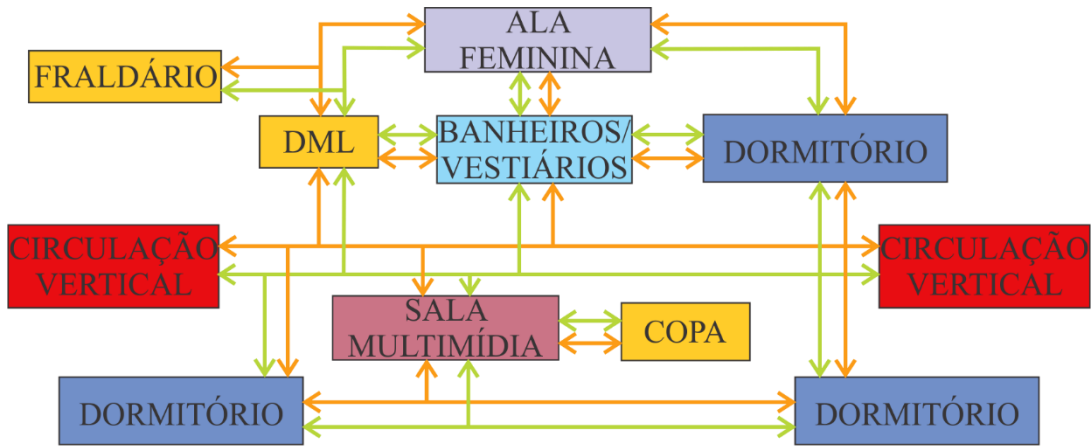 ALA
FEMININA
FRALDÁRIO
DML
BANHEIROS/
VESTIÁRIOS
DORMITÓRIO
CIRCULAÇÃO
VERTICAL
CIRCULAÇÃO
VERTICAL
SALA
MULTIMÍDIA
COPA
DORMITÓRIO
DORMITÓRIO